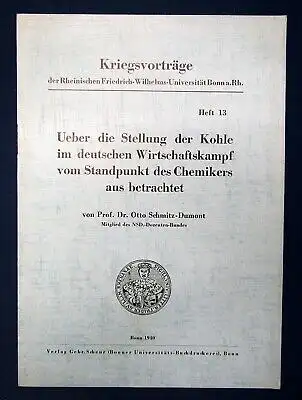 Kriegsvorträge
der Rheinischen Friedrich-Wilhelms-Universität Bonn a. Rh.
Heft 13
Ueber die Stellung der Kohle
im deutschen Wirtschaftskampf
vom Standpunkt des Chemikers
aus betrachtet
von Prof. Dr. Otto Schmitz-Dumont
Mitglied des NSD.-Dozenten-Bundes
Bonn 1940
Verlag Gebr. Scheur (Bonner Universitäts-Buchdruckerei), Bonn